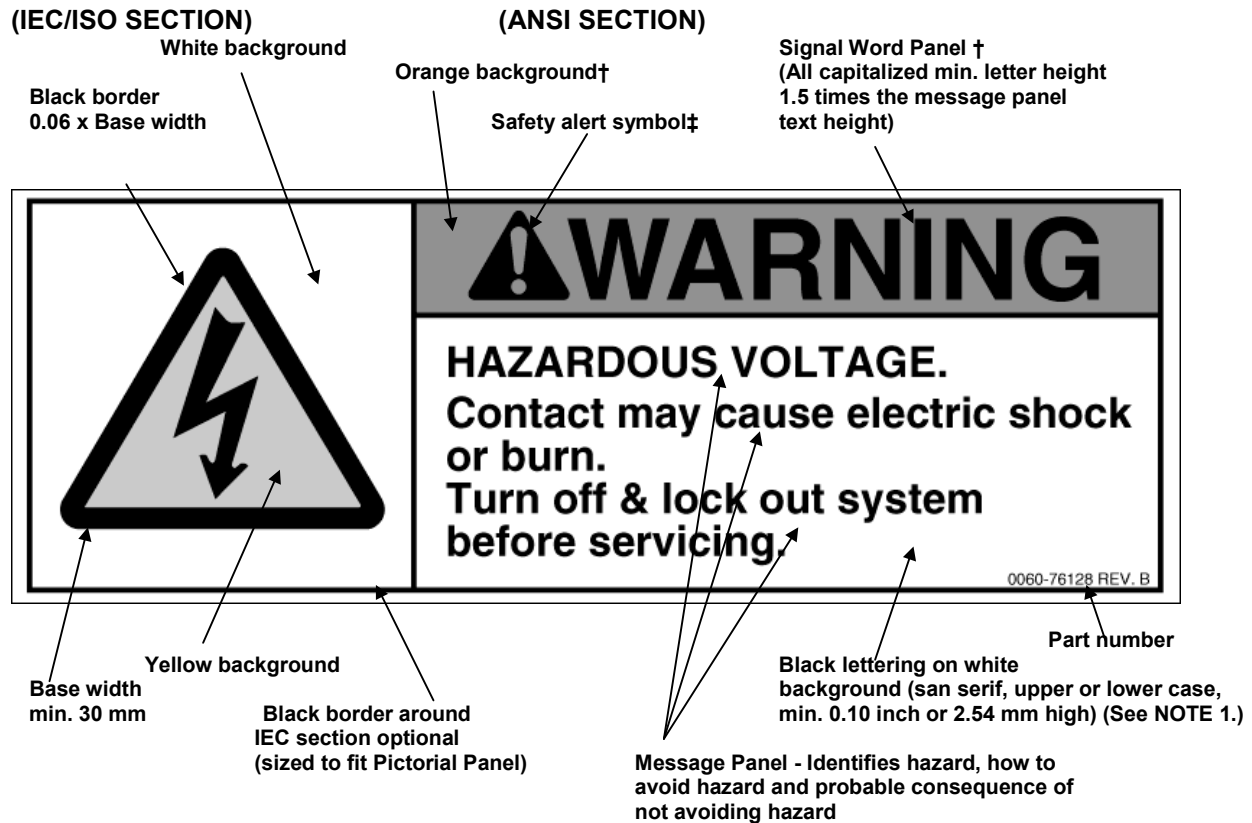 (IEC/ISO SECTION)
(ANSI SECTION)
White background
Black border
0.06 x Base width
Orange background†
Safety alert symbol‡
Signal Word Panel †
(All capitalized min. letter height
1.5 times the message panel
text height)
WARNING
HAZARDOUS VOLTAGE.
Contact may cause electric shock
or burn.
Turn off & lock out system
before servicing.
0060-76128 REV. B
Base width
min. 30 mm
Yellow background
Black border around
IEC section optional
(sized to fit Pictorial Panel)
Part number
Black lettering on white
background (san serif, upper or lower case,
min. 0.10 inch or 2.54 mm high) (See NOTE 1.)
Message Panel - Identifies hazard, how to
avoid hazard and probable consequence of
not avoiding hazard